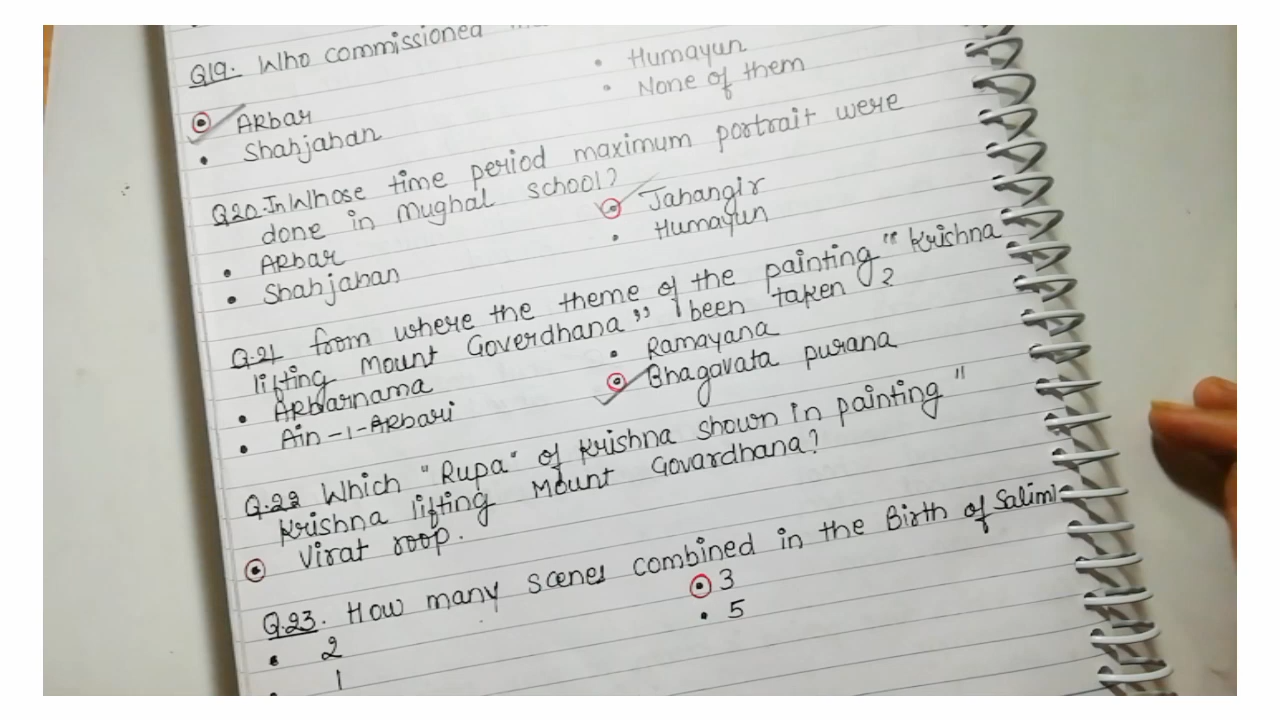 Q19. Who commissioned
• Akbar
• Shahjahan
• Humayun
• None of them
Q20. In Whose time period maximum portrait were
done in Mughal school?
• Akbar
• Shahjahan
• Jahangir
• Humayun
Q.21 from where the theme of the painting "Krishna
lifting Mount Goverdhana" been taken ?
• Akbarnama
• Ain-i-Akbari
• Ramayana
• Bhagavata purana
Q.22 Which "Rupa" of Krishna shown in painting "
Krishna lifting Mount Govardhana?
• Virat roop.
Q.23. How many scenes combined in the Birth of Salim
• 2
• 1
• 3
• 5